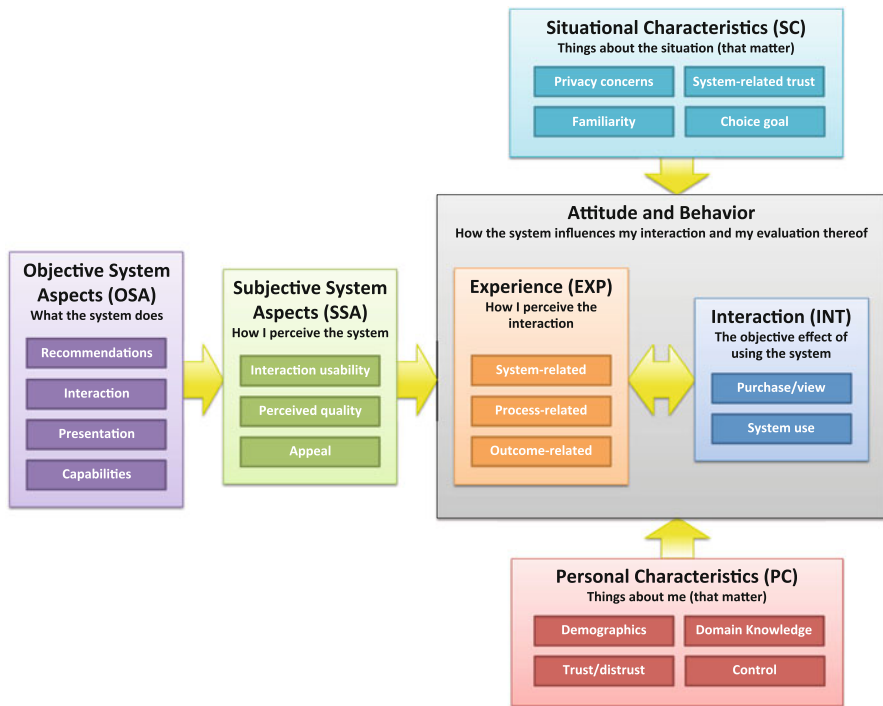 Situational Characteristics (SC)
Things about the situation (that matter)
Privacy concerns
System-related trust
Familiarity
Choice goal
Attitude and Behavior
How the system influences my interaction and my evaluation thereof
Objective System
Aspects (OSA)
What the system does
Recommendations
Interaction
Presentation
Capabilities
Subjective System
Aspects (SSA)
How I perceive the system
Interaction usability
Perceived quality
Appeal
Experience (EXP)
How I perceive the
interaction
System-related
Process-related
Outcome-related
Interaction (INT)
The objective effect of
using the system
Purchase/view
System use
Personal Characteristics (PC)
Things about me (that matter)
Demographics
Domain Knowledge
Trust/distrust
Control